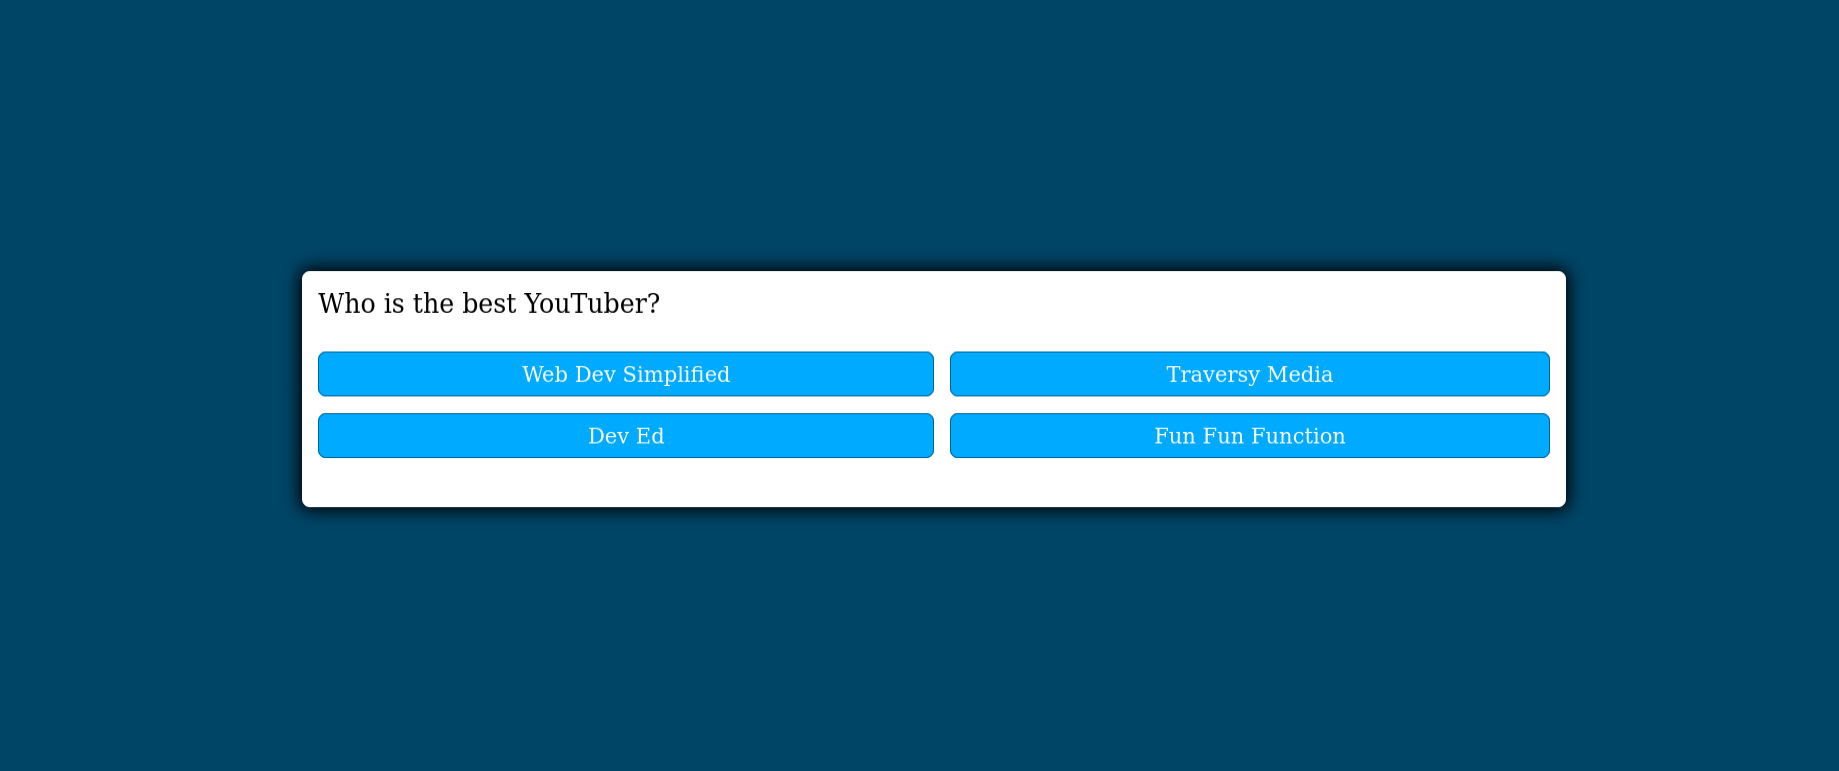 Who is the best YouTuber?
Web Dev Simplified
Traversy Media
Dev Ed
Fun Fun Function